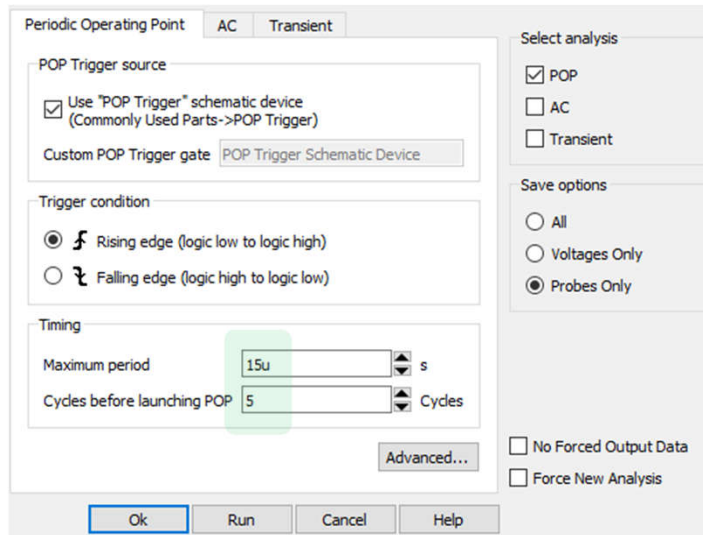 Periodic Operating Point AC Transient
POP Trigger source
Use "POP Trigger" schematic device
(Commonly Used Parts->POP Trigger)
Custom POP Trigger gate POP Trigger Schematic Device
Trigger condition
Rising edge (logic low to logic high)
Falling edge (logic high to logic low)
Timing
Maximum period 15u s
Cycles before launching POP 5 Cycles
Advanced...
Select analysis
POP
AC
Transient
Save options
All
Voltages Only
Probes Only
No Forced Output Data
Force New Analysis
Ok Run Cancel Help